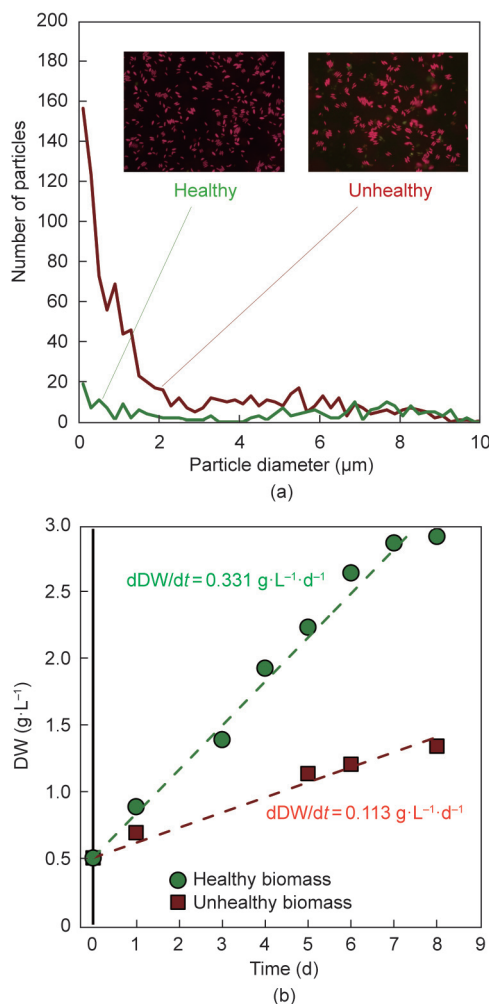 200
180
160
140
120
100
80
60
40
20
0
Number of particles
Healthy
Unhealthy
0 2 4 6 8 10
Particle diameter (μm)
(a)
3.0
2.5
2.0
1.5
1.0
0.5
0
DW (g·L⁻¹)
dDW/dt = 0.331 g·L⁻¹·d⁻¹
dDW/dt = 0.113 g·L⁻¹·d⁻¹
Healthy biomass
Unhealthy biomass
0 1 2 3 4 5 6 7 8 9
Time (d)
(b)